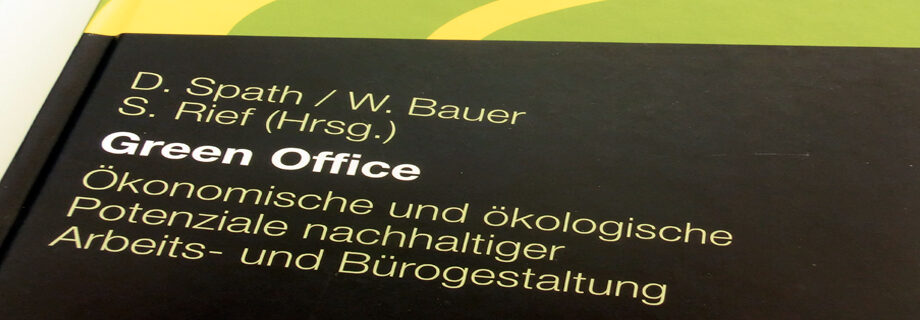 D. Spath / W. Bauer
S. Rief (Hrsg.)
Green Office
Ökonomische und ökologische
Potenziale nachhaltiger
Arbeits- und Bürogestaltung